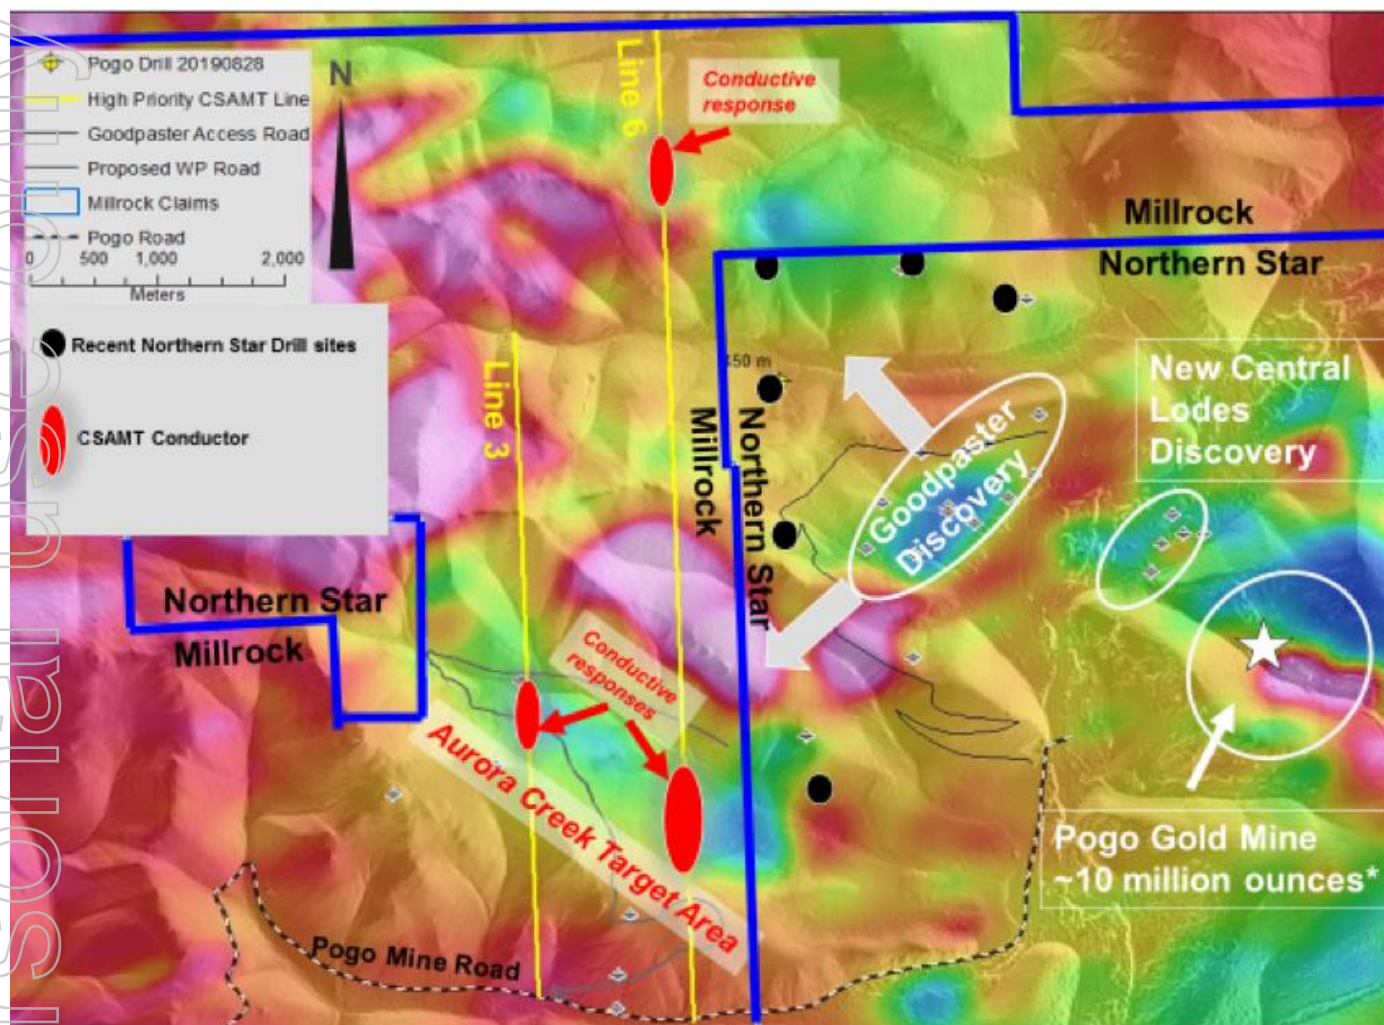 Pogo Drill 20190828
High Priority CSAMT Line
Goodpaster Access Road
Proposed WP Road
Millrock Claims
Pogo Road
0 500 1,000 2,000
Meters
N
Recent Northern Star Drill sites
CSAMT Conductor
Line 6
Conductive
response
Millrock
Northern Star
Line 3
450 m
Millrock
Northern Star
Goodpaster
Discovery
New Central
Lodes
Discovery
Northern Star
Millrock
Conductive
responses
Aurora Creek Target Area
Pogo Gold Mine
~10 million ounces*
Pogo Mine Road
rsonal use only